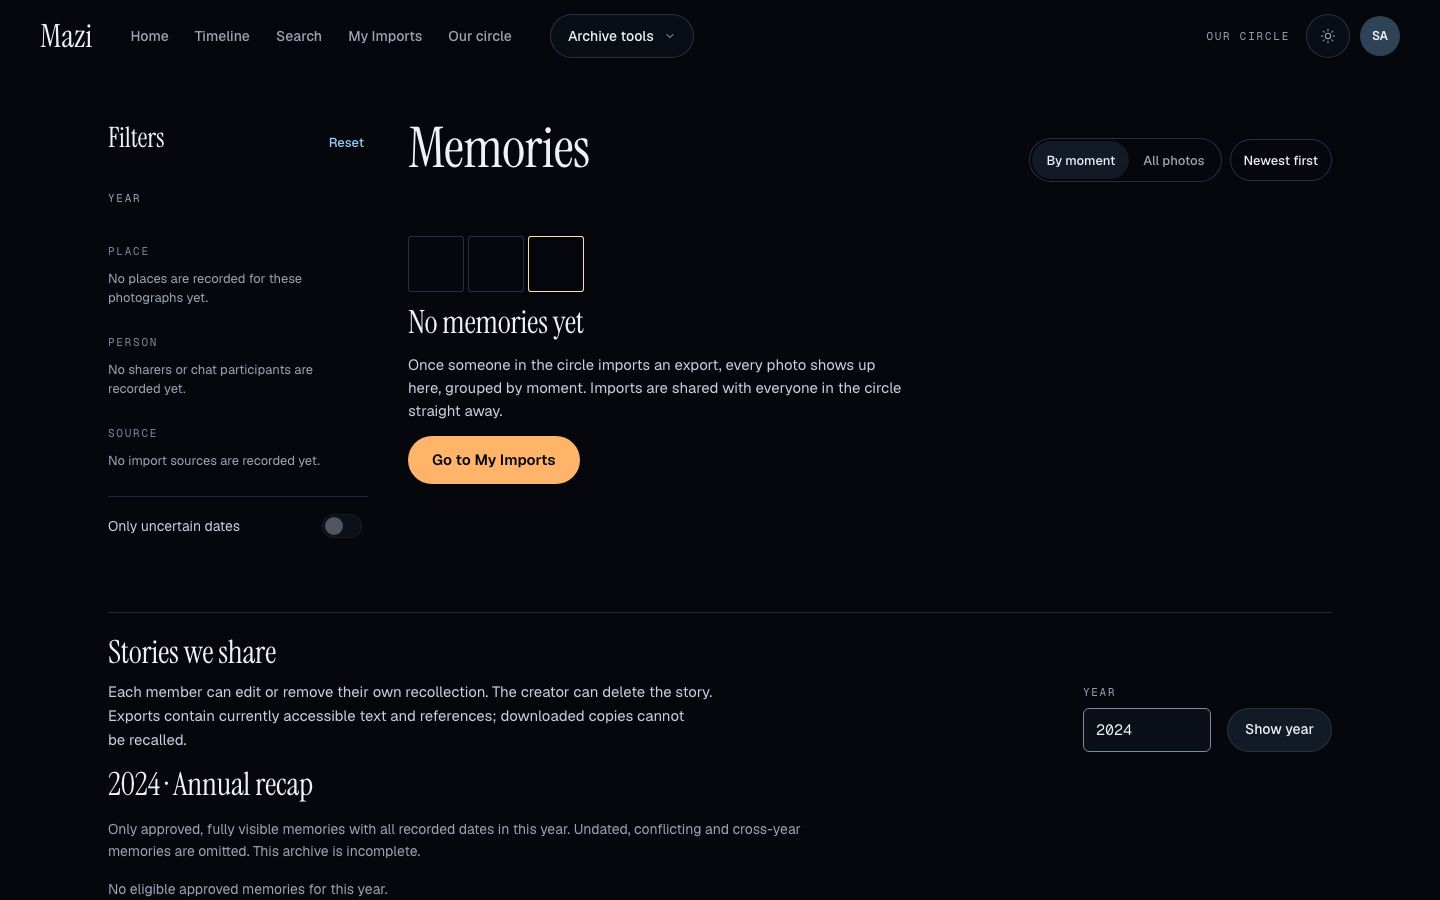 Mazi
Home
Timeline
Search
My Imports
Our circle
Archive tools
OUR CIRCLE
SA
Filters
Reset
YEAR
PLACE
No places are recorded for these
photographs yet.
PERSON
No sharers or chat participants are
recorded yet.
SOURCE
No import sources are recorded yet.
Only uncertain dates
Memories
By moment
All photos
Newest first
No memories yet
Once someone in the circle imports an export, every photo shows up
here, grouped by moment. Imports are shared with everyone in the circle
straight away.
Go to My Imports
Stories we share
Each member can edit or remove their own recollection. The creator can delete the story.
Exports contain currently accessible text and references; downloaded copies cannot
be recalled.
YEAR
2024
Show year
2024 · Annual recap
Only approved, fully visible memories with all recorded dates in this year. Undated, conflicting and cross-year
memories are omitted. This archive is incomplete.
No eligible approved memories for this year.